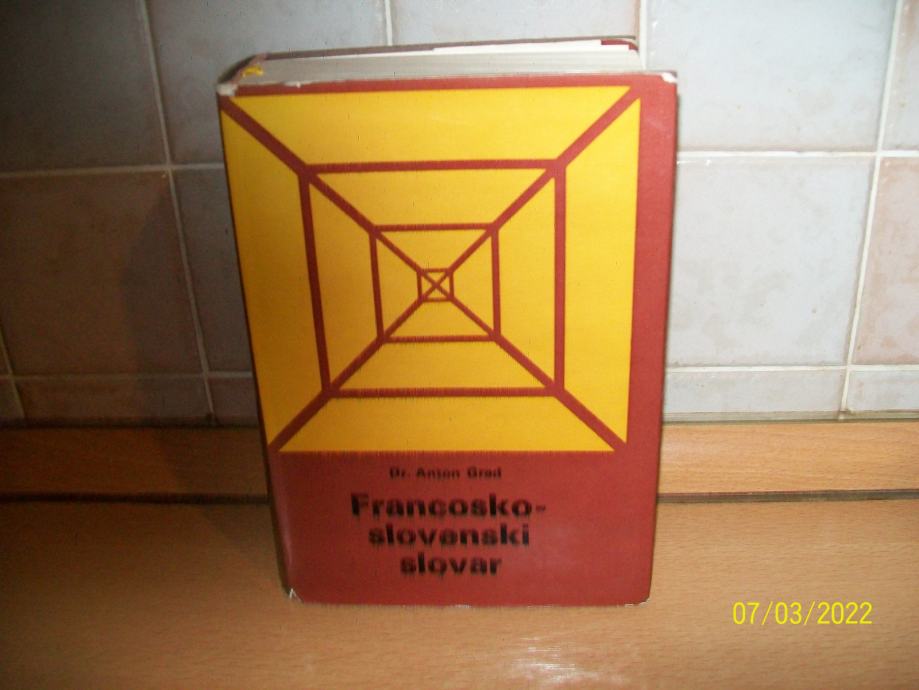 Dr. Anton Grad
Francosko-
slovenski
slovar
07/03/2022